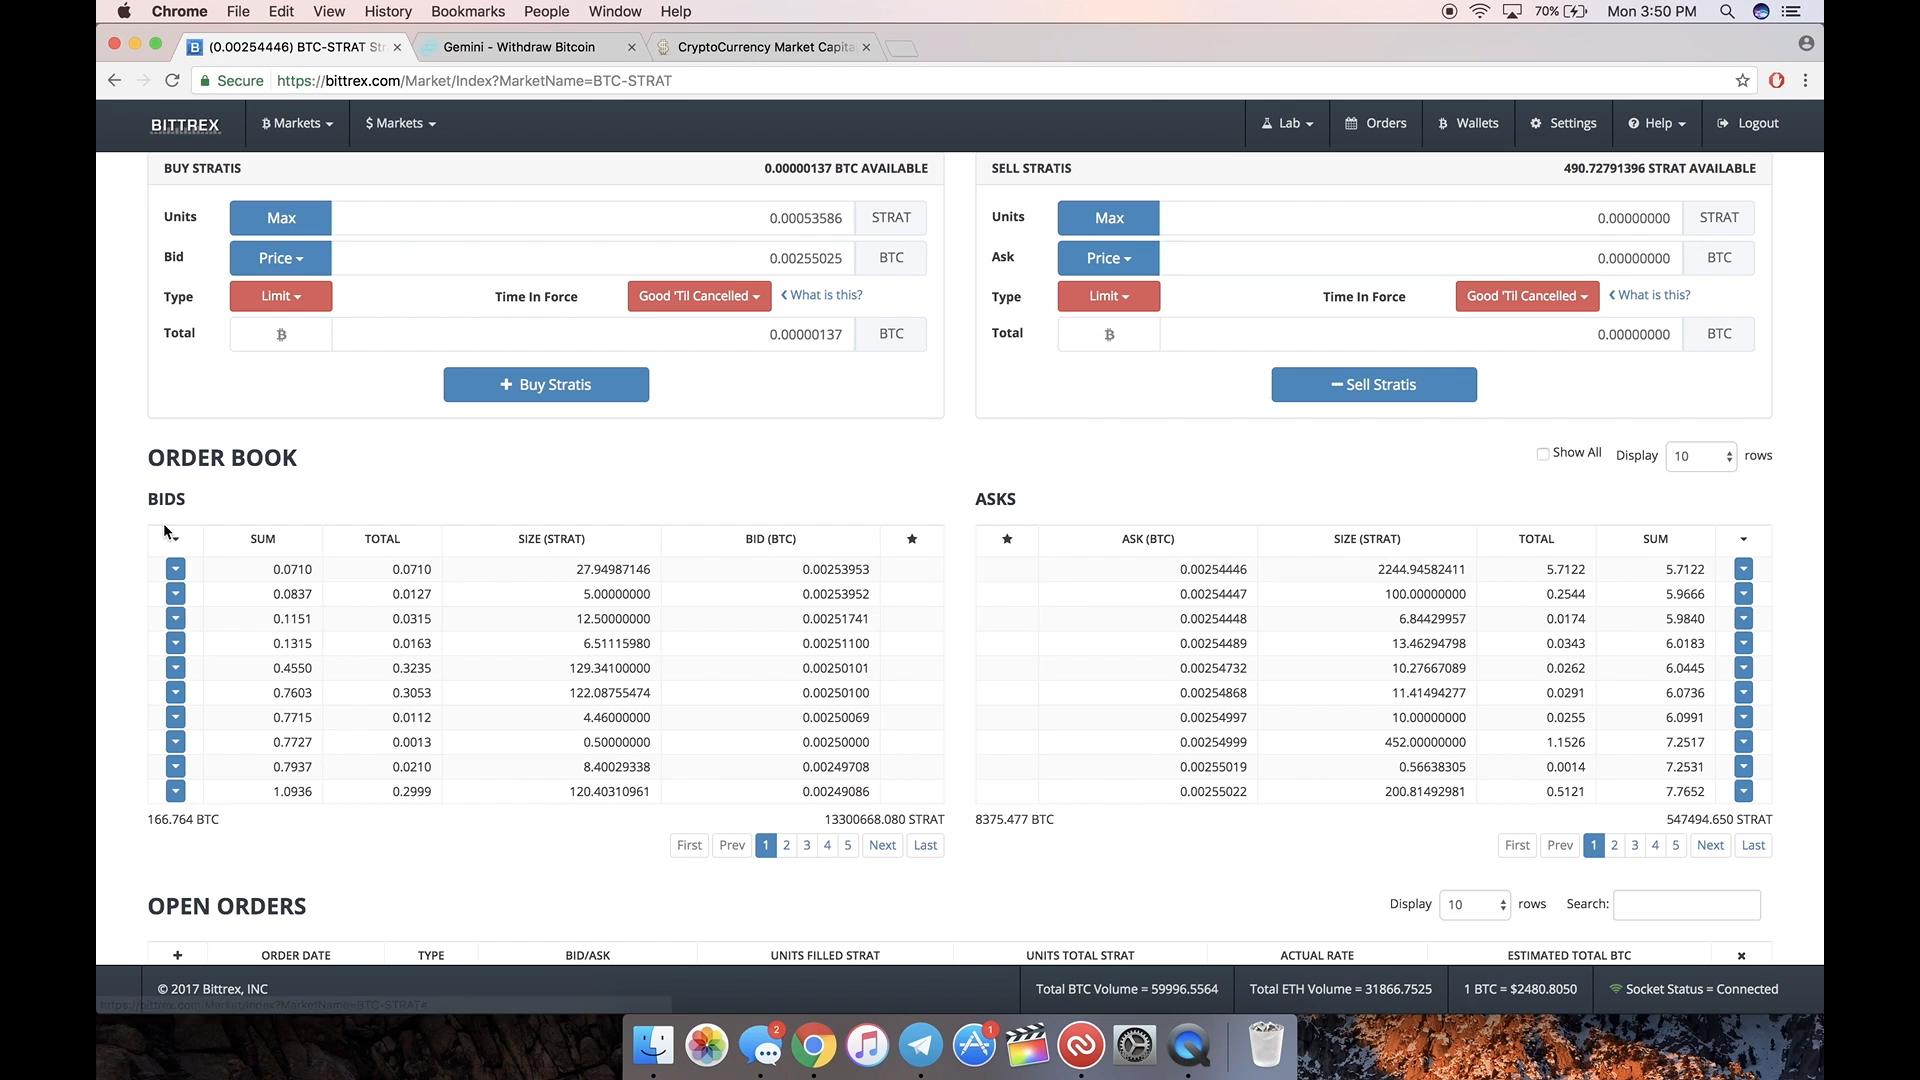 Chrome File Edit View History Bookmarks People Window Help 70% Mon 3:50 PM
(0.00254446) BTC-STRAT Str Gemini - Withdraw Bitcoin CryptoCurrency Market Capita
Secure https://bittrex.com/Market/Index?MarketName=BTC-STRAT
BITTREX Markets $ Markets Lab Orders Wallets Settings Help Logout
BUY STRATIS 0.00000137 BTC AVAILABLE SELL STRATIS 490.72791396 STRAT AVAILABLE
Units Max 0.00053586 STRAT Units Max 0.00000000 STRAT
Bid Price 0.00255025 BTC Ask Price 0.00000000 BTC
Type Limit Time In Force Good 'Til Cancelled What is this? Type Limit Time In Force Good 'Til Cancelled What is this?
Total 0.00000137 BTC Total 0.00000000 BTC
+ Buy Stratis − Sell Stratis
ORDER BOOK Show All Display 10 rows
BIDS ASKS
SUM TOTAL SIZE (STRAT) BID (BTC) ASK (BTC) SIZE (STRAT) TOTAL SUM
0.0710 0.0710 27.94987146 0.00253953 0.00254446 2244.94582411 5.7122 5.7122
0.0837 0.0127 5.00000000 0.00253952 0.00254447 100.00000000 0.2544 5.9666
0.1151 0.0315 12.50000000 0.00251741 0.00254448 6.84429957 0.0174 5.9840
0.1315 0.0163 6.51115980 0.00251100 0.00254489 13.46294798 0.0343 6.0183
0.4550 0.3235 129.34100000 0.00250101 0.00254732 10.27667089 0.0262 6.0445
0.7603 0.3053 122.08755474 0.00250100 0.00254868 11.41494277 0.0291 6.0736
0.7715 0.0112 4.46000000 0.00250069 0.00254997 10.00000000 0.0255 6.0991
0.7727 0.0013 0.50000000 0.00250000 0.00254999 452.00000000 1.1526 7.2517
0.7937 0.0210 8.40029338 0.00249708 0.00255019 0.56638305 0.0014 7.2531
1.0936 0.2999 120.40310961 0.00249086 0.00255022 200.81492981 0.5121 7.7652
166.764 BTC 13300668.080 STRAT 8375.477 BTC 547494.650 STRAT
First Prev 1 2 3 4 5 Next Last First Prev 1 2 3 4 5 Next Last
OPEN ORDERS Display 10 rows Search:
+ ORDER DATE TYPE BID/ASK UNITS FILLED STRAT UNITS TOTAL STRAT ACTUAL RATE ESTIMATED TOTAL BTC
© 2017 Bittrex, INC Total BTC Volume = 59996.5564 Total ETH Volume = 31866.7525 1 BTC = $2480.8050 Socket Status = Connected
https://bittrex.com/Market/Index?MarketName=BTC-STRAT#
2 1